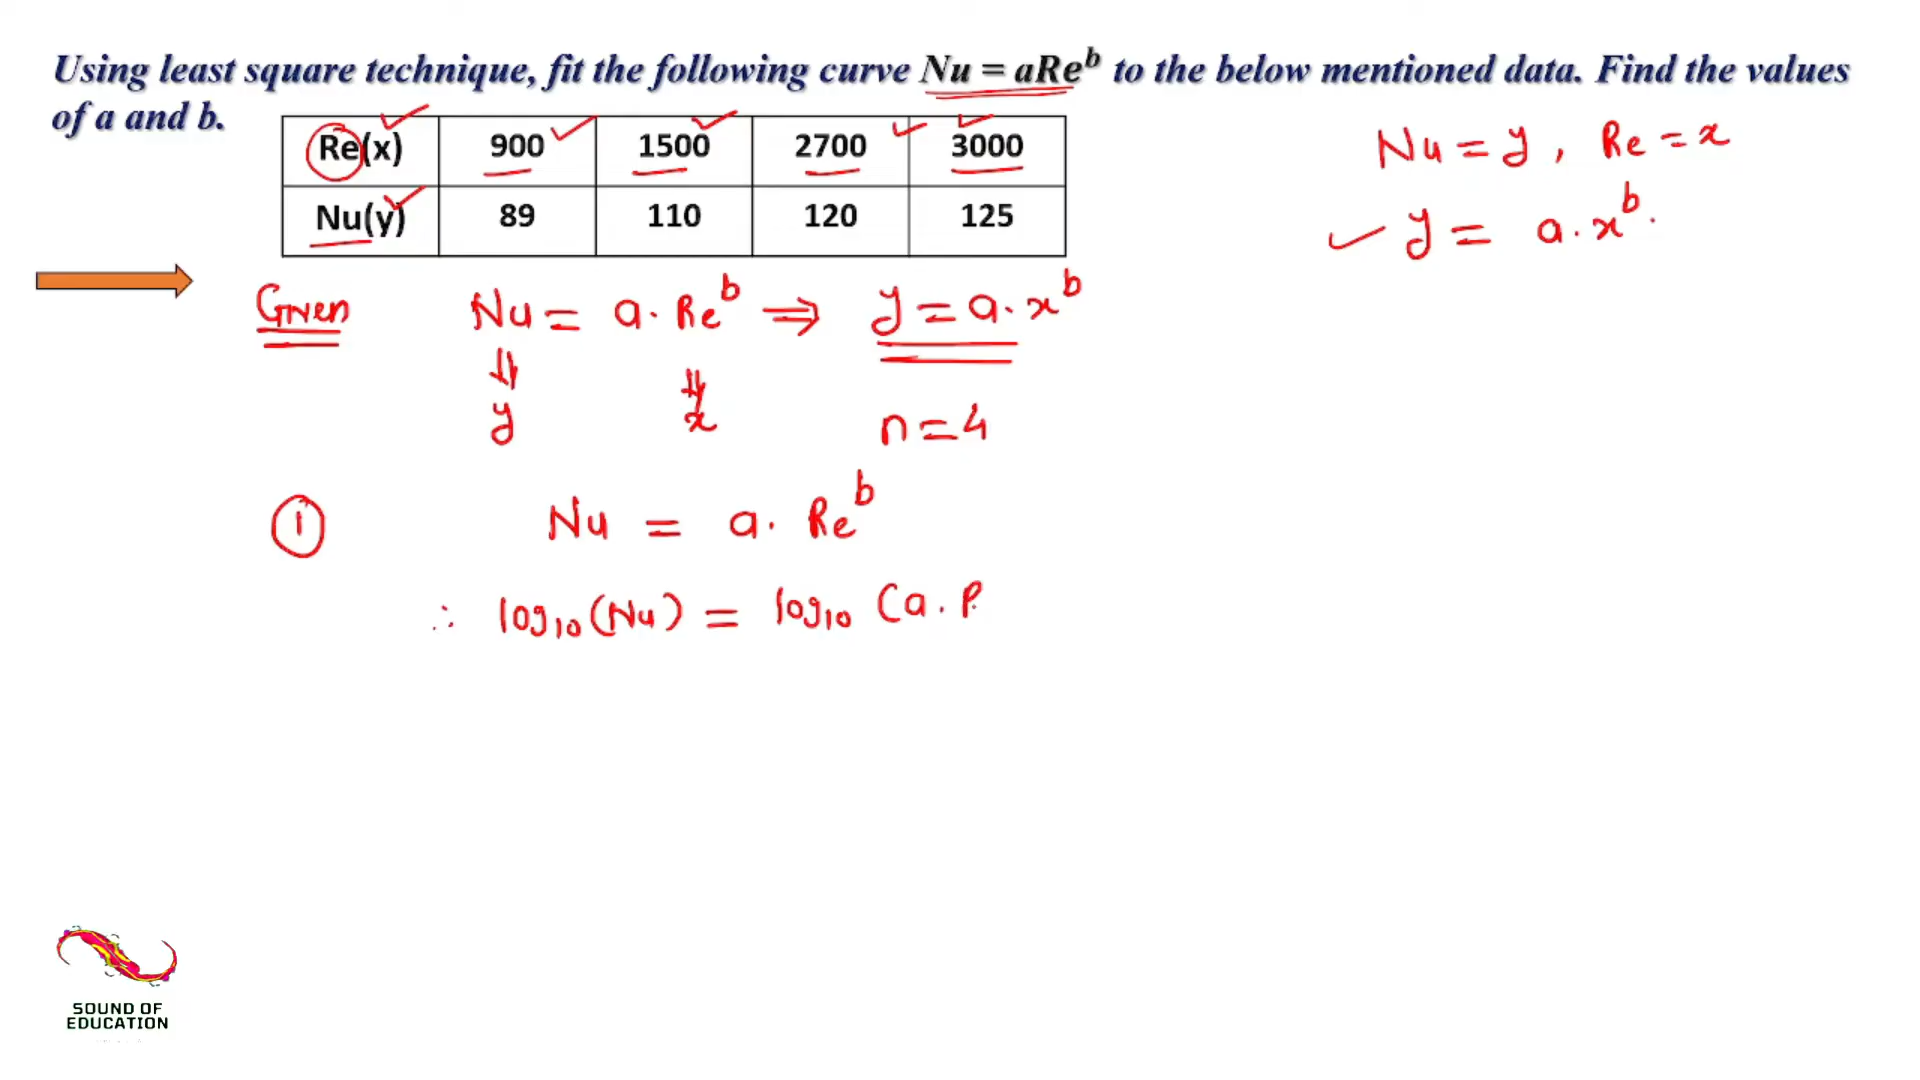 Using least square technique, fit the following curve Nu = aRe^b to the below mentioned data. Find the values
of a and b.
Re(x) 900 1500 2700 3000
Nu(y) 89 110 120 125
Nu = y, Re = x
y = a.x^b.
Given Nu = a. Re^b ⇒ y = a.x^b
⇓ ⇓
y x n = 4
1 Nu = a. Re^b
∴ log10 (Nu) = log10 (a.
SOUND OF
EDUCATION